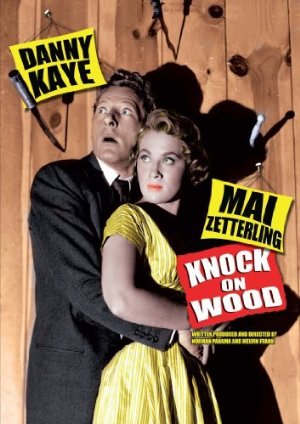 DANNY
KAYE
MAI
ZETTERLING
KNOCK
ON
WOOD
WRITTEN PRODUCED AND DIRECTED BY
NORMAN PANAMA AND MELVIN FRANK